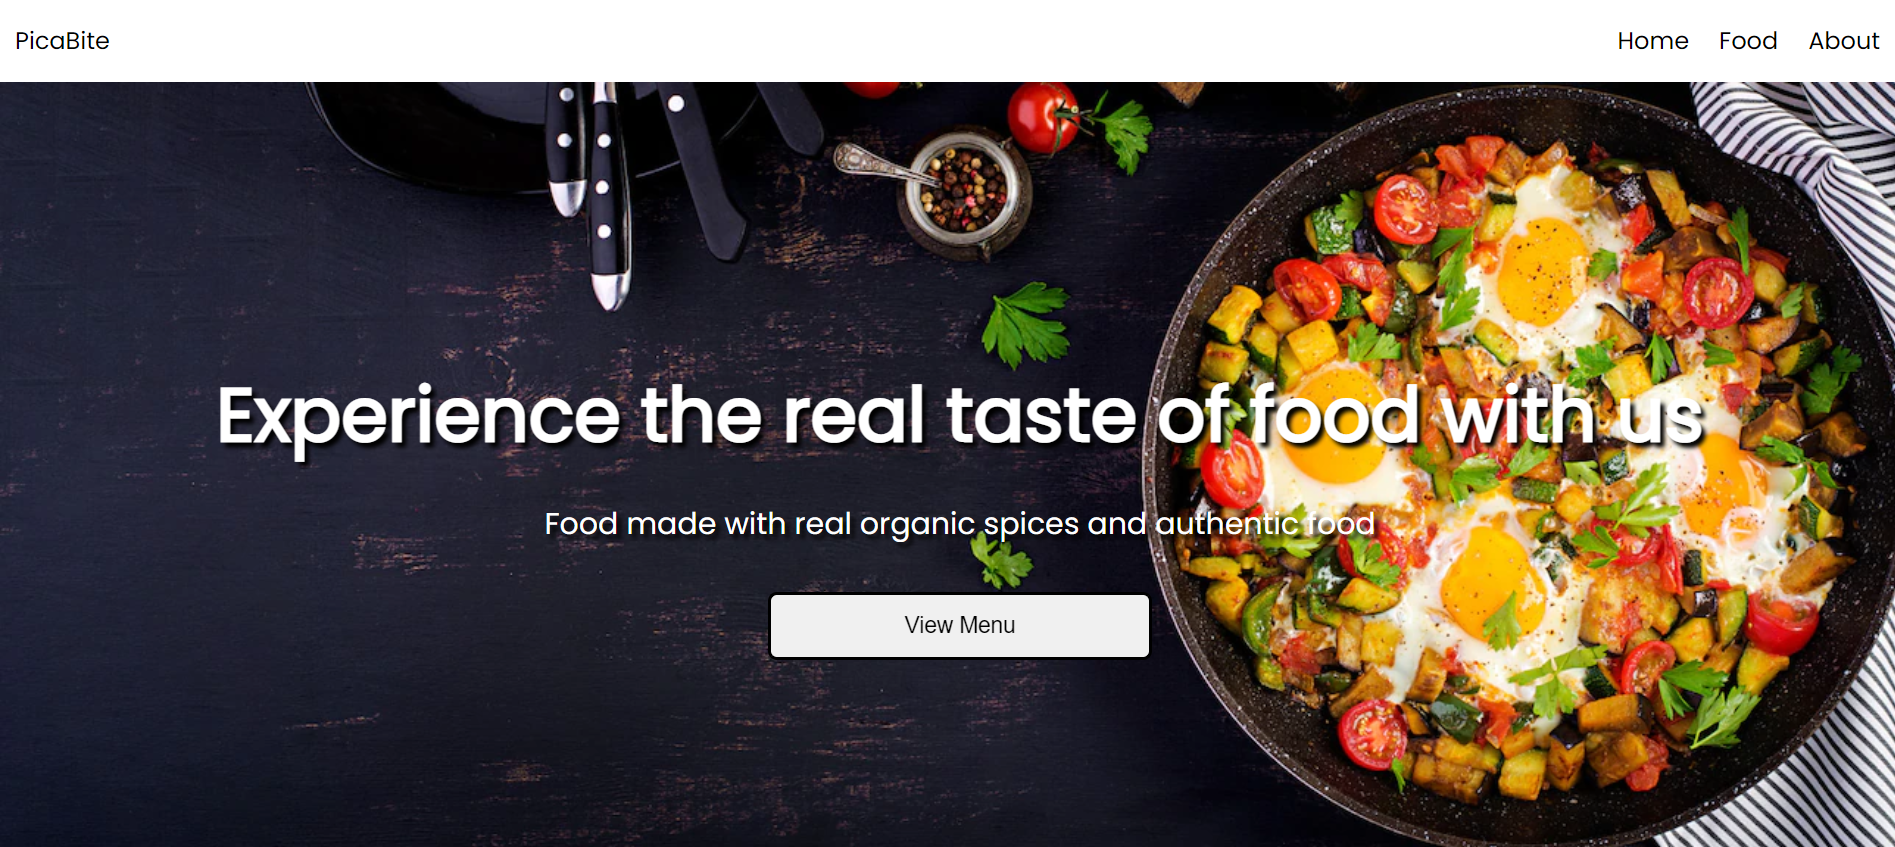 PicaBite
Home Food About
Experience the real taste of food with us
Food made with real organic spices and authentic food
View Menu